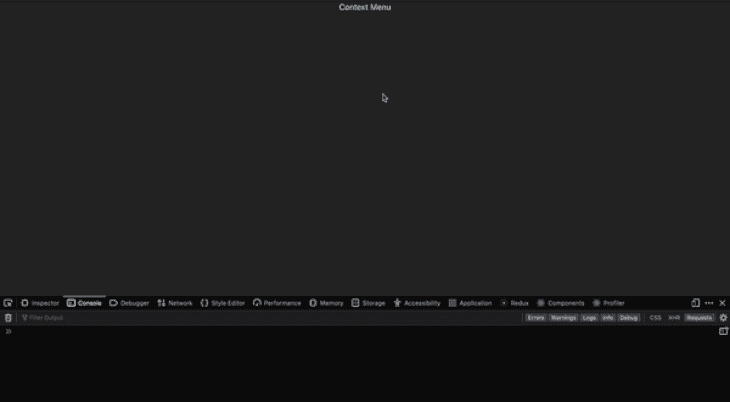 Context Menu
Inspector Console Debugger Network Style Editor Performance Memory Storage Accessibility Application Redux Components Profiler
Filter Output Errors Warnings Logs Info Debug CSS XHR Requests